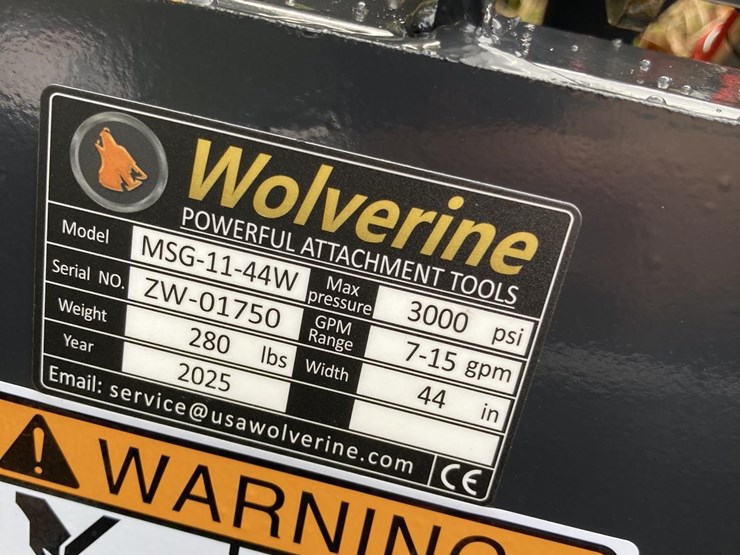 Wolverine
POWERFUL ATTACHMENT TOOLS
Model MSG-11-44W Max pressure 3000 psi
Serial NO. ZW-01750 GPM Range 7-15 gpm
Weight 280 lbs Width 44 in
Year 2025
Email: service@usawolverine.com CE
WARNING